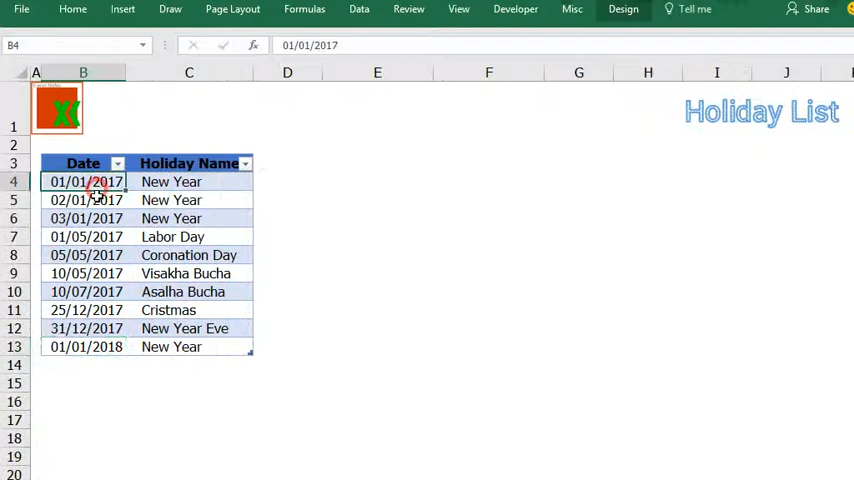 File Home Insert Draw Page Layout Formulas Data Review View Developer Misc Design Tell me Share
B4 fx 01/01/2017
A B C D E F G H I J
1 Holiday List
2
3 Date Holiday Name
4 01/01/2017 New Year
5 02/01/2017 New Year
6 03/01/2017 New Year
7 01/05/2017 Labor Day
8 05/05/2017 Coronation Day
9 10/05/2017 Visakha Bucha
10 10/07/2017 Asalha Bucha
11 25/12/2017 Cristmas
12 31/12/2017 New Year Eve
13 01/01/2018 New Year
14
15
16
17
18
19
20